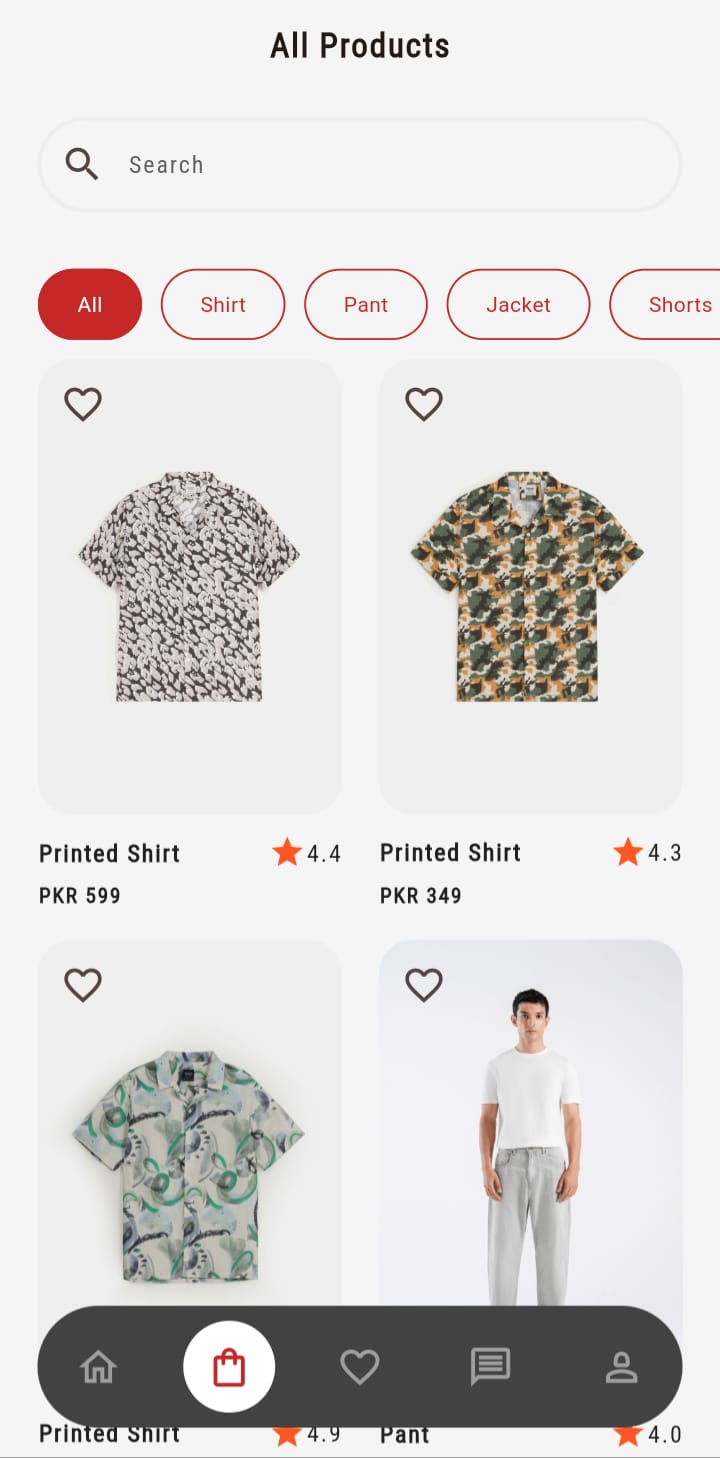 All Products
Search
All Shirt Pant Jacket Shorts
Printed Shirt 4.4 Printed Shirt 4.3
PKR 599 PKR 349
Printed Shirt 4.9 Pant 4.0